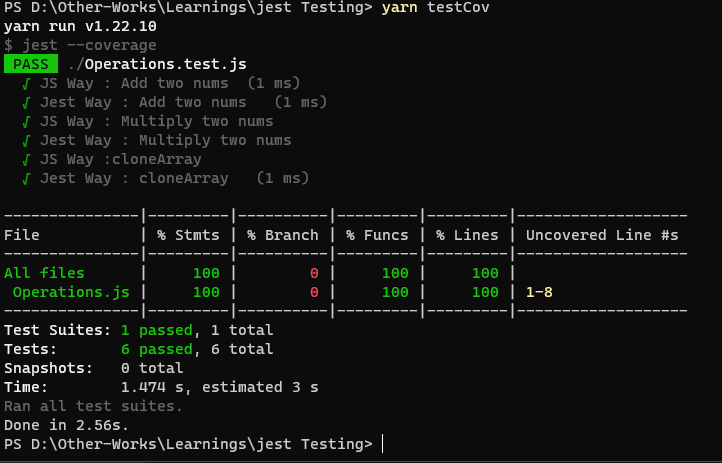 PS D:\Other-Works\Learnings\jest Testing> yarn testCov
yarn run v1.22.10
$ jest --coverage
PASS ./Operations.test.js
√ JS Way : Add two nums  (1 ms)
√ Jest Way : Add two nums   (1 ms)
√ JS Way : Multiply two nums
√ Jest Way : Multiply two nums
√ JS Way :cloneArray
√ Jest Way : cloneArray   (1 ms)
---------------|---------|----------|---------|---------|-------------------
File           | % Stmts | % Branch | % Funcs | % Lines | Uncovered Line #s
---------------|---------|----------|---------|---------|-------------------
All files      |     100 |        0 |     100 |     100 |
 Operations.js |     100 |        0 |     100 |     100 | 1-8
---------------|---------|----------|---------|---------|-------------------
Test Suites: 1 passed, 1 total
Tests:       6 passed, 6 total
Snapshots:   0 total
Time:        1.474 s, estimated 3 s
Ran all test suites.
Done in 2.56s.
PS D:\Other-Works\Learnings\jest Testing>